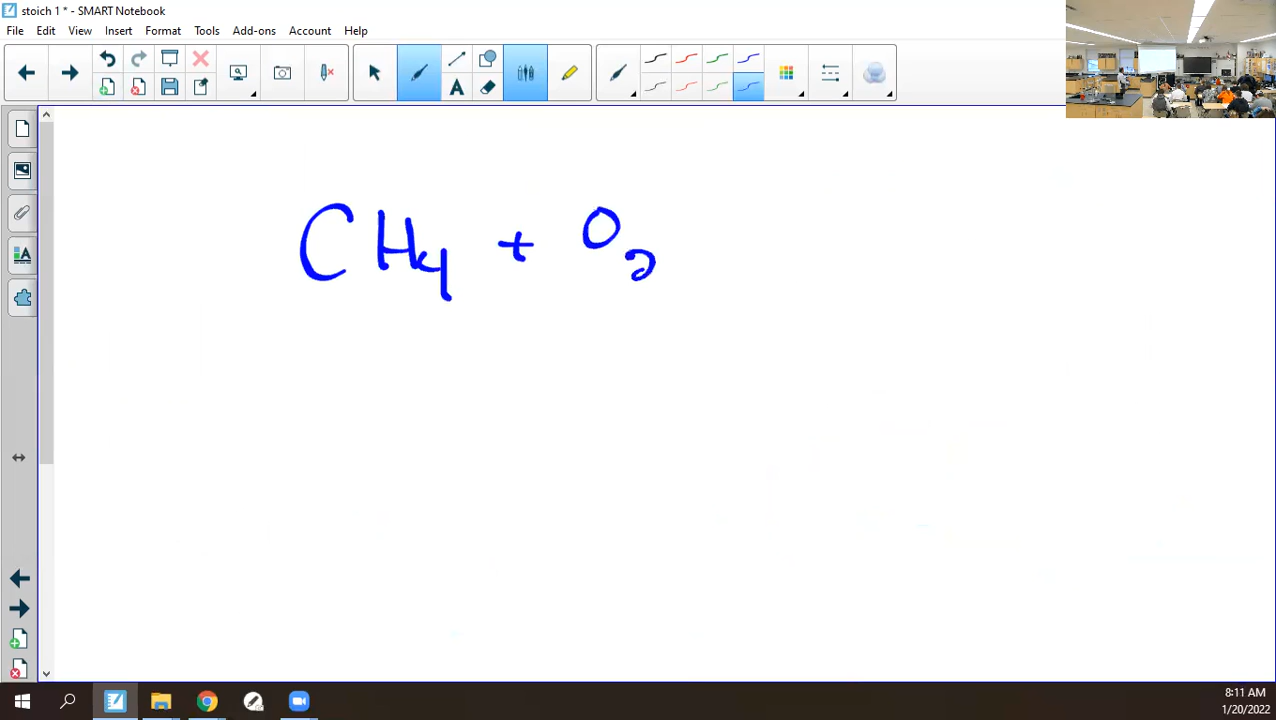 stoich 1 * - SMART Notebook
File Edit View Insert Format Tools Add-ons Account Help
A
CH4 + O2
A
8:11 AM
1/20/2022